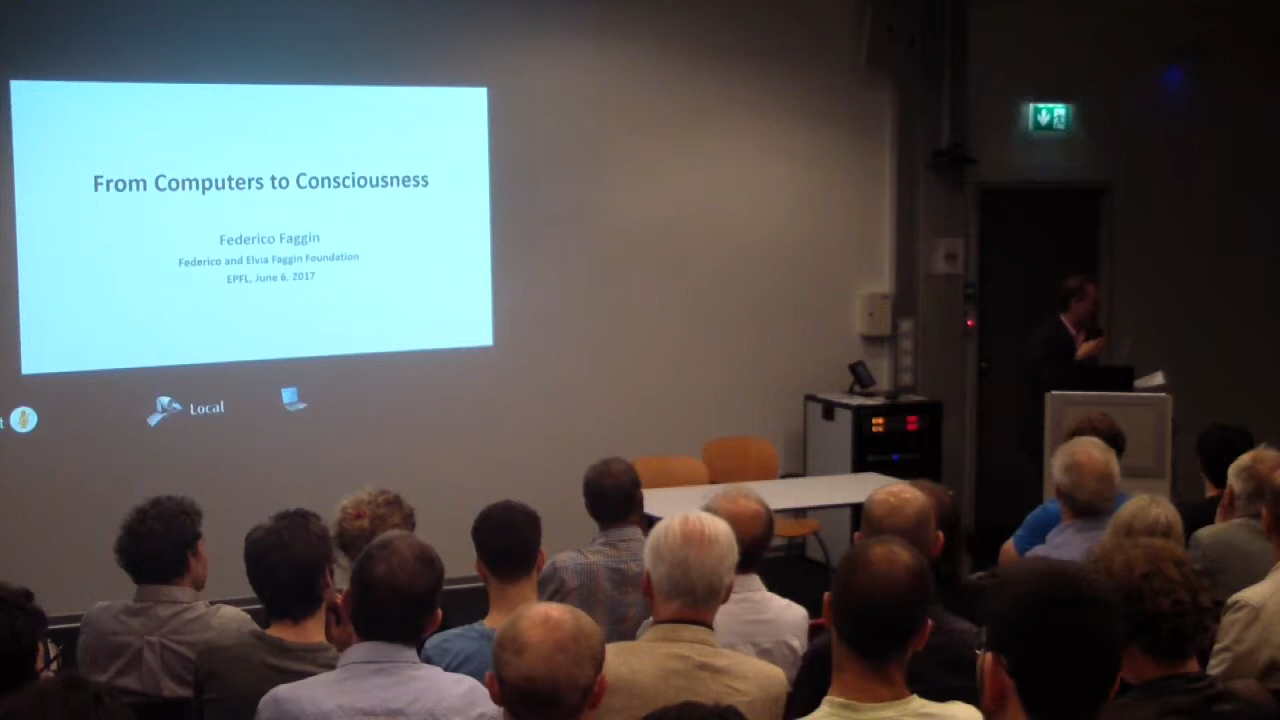 From Computers to Consciousness
Federico Faggin
Federico and Elvia Faggin Foundation
EPFL, June 6, 2017
t
Local